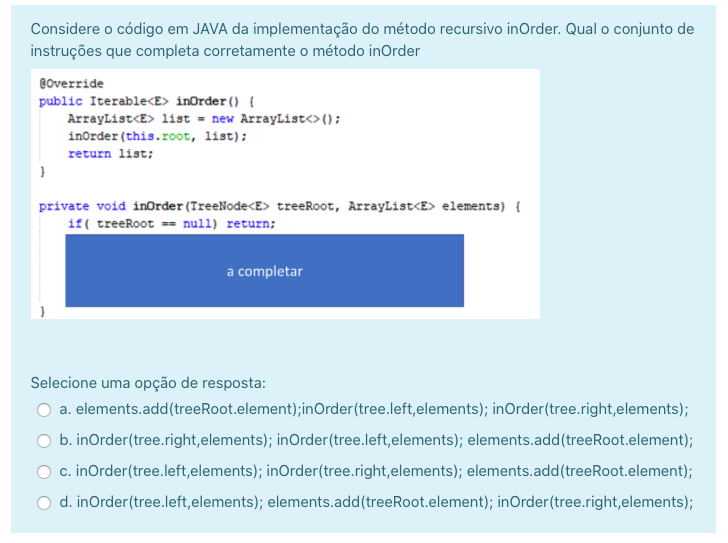 Considere o código em JAVA da implementação do método recursivo inOrder. Qual o conjunto de
instruções que completa corretamente o método inOrder
@Override
public Iterable<E> inOrder() {
ArrayList<E> list = new ArrayList<>();
inOrder(this.root, list);
return list;
}
private void inOrder(TreeNode<E> treeRoot, ArrayList<E> elements) {
if( treeRoot == null) return;
a completar
}
Selecione uma opção de resposta:
a. elements.add(treeRoot.element);inOrder(tree.left,elements); inOrder(tree.right,elements);
b. inOrder(tree.right,elements); inOrder(tree.left,elements); elements.add(treeRoot.element);
c. inOrder(tree.left,elements); inOrder(tree.right,elements); elements.add(treeRoot.element);
d. inOrder(tree.left,elements); elements.add(treeRoot.element); inOrder(tree.right,elements);